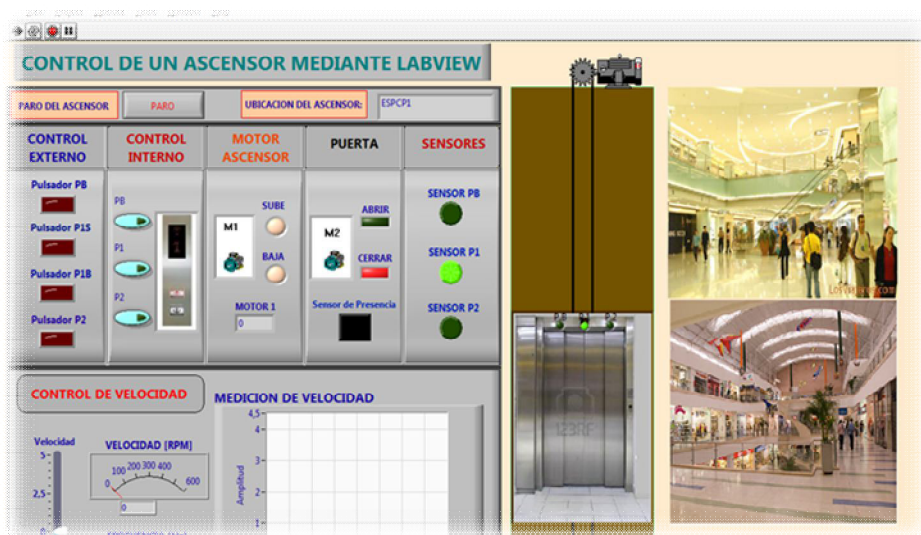 CONTROL DE UN ASCENSOR MEDIANTE LABVIEW
PARO DEL ASCENSOR
PARO
UBICACION DEL ASCENSOR:
ESPCP1
CONTROL
EXTERNO
CONTROL
INTERNO
MOTOR
ASCENSOR
PUERTA
SENSORES
Pulsador PB
Pulsador P1S
Pulsador P1B
Pulsador P2
PB
P1
P2
SUBE
M1
BAJA
MOTOR 1
0
ABRIR
M2
CERRAR
Sensor de Presencia
SENSOR PB
SENSOR P1
SENSOR P2
CONTROL DE VELOCIDAD
Velocidad
5-
2,5-
0
VELOCIDAD [RPM]
0 100 200 300 400 600
0
MEDICION DE VELOCIDAD
Amplitud
4,5-
4-
3-
2-
1-